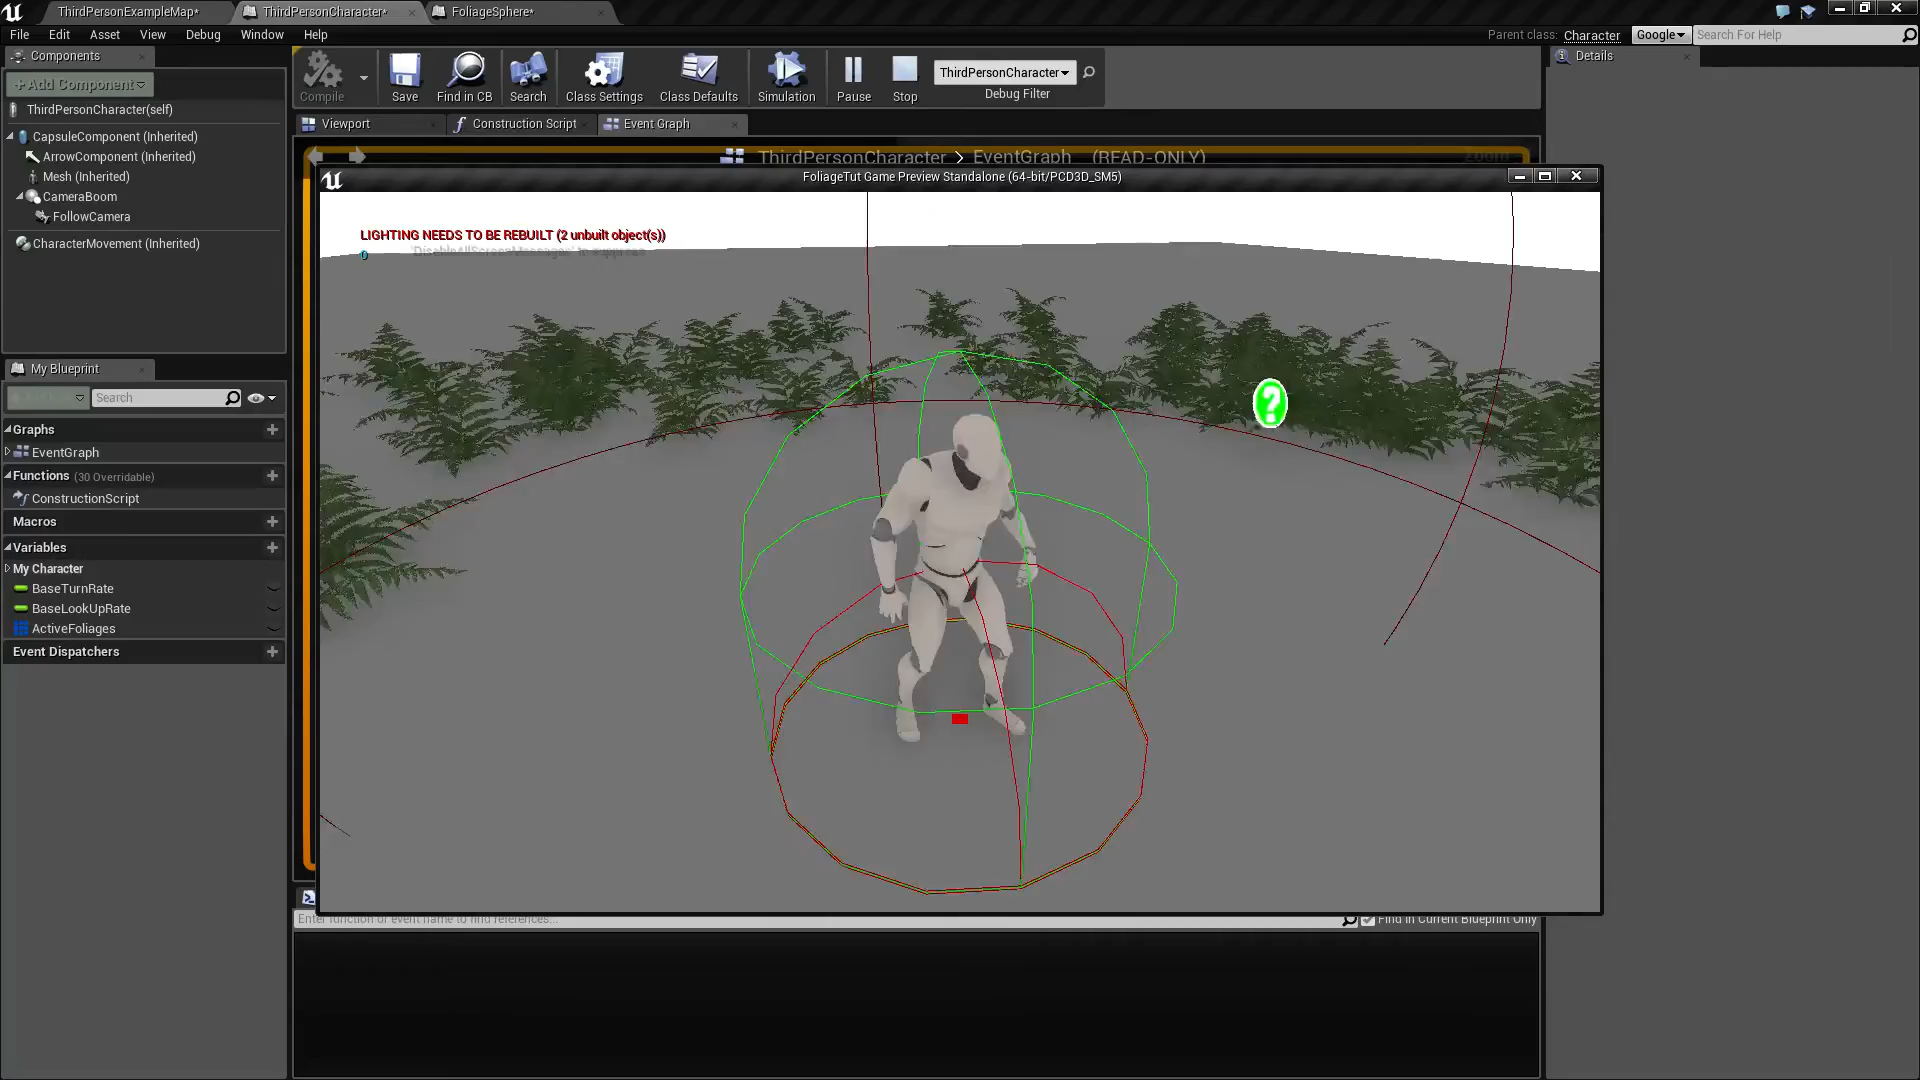 ThirdPersonExampleMap*
ThirdPersonCharacter*
FoliageSphere*
File
Edit
Asset
View
Debug
Window
Help
Parent class:
Character
Google
Search For Help
Components
+Add Component
ThirdPersonCharacter(self)
CapsuleComponent (Inherited)
ArrowComponent (Inherited)
Mesh (Inherited)
CameraBoom
FollowCamera
CharacterMovement (Inherited)
Compile
Save
Find in CB
Search
Class Settings
Class Defaults
Simulation
Pause
Stop
ThirdPersonCharacter
Debug Filter
Details
Viewport
Construction Script
Event Graph
ThirdPersonCharacter > EventGraph (READ-ONLY)
Zoom
FoliageTut Game Preview Standalone (64-bit/PCD3D_SM5)
LIGHTING NEEDS TO BE REBUILT (2 unbuilt object(s))
'DisableAllScreenMessages' to suppress
0
?
My Blueprint
Search
Graphs
EventGraph
Functions (30 Overridable)
ConstructionScript
Macros
Variables
My Character
BaseTurnRate
BaseLookUpRate
ActiveFoliages
Event Dispatchers
Enter function or event name to find references...
Find in Current Blueprint Only